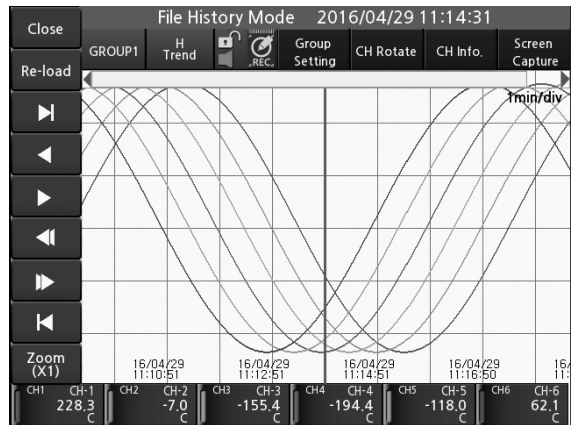 Close
File History Mode 2016/04/29 11:14:31
GROUP1
H
Trend
REC.
Group
Setting
CH Rotate
CH Info.
Screen
Capture
Re-load
1min/div
Zoom
(X1)
16/04/29
11:10:51
16/04/29
11:12:51
16/04/29
11:14:51
16/04/29
11:16:50
16/
11:
CH1 CH-1
228.3
C
CH2 CH-2
-7.0
C
CH3 CH-3
-155.4
C
CH4 CH-4
-194.4
C
CH5 CH-5
-118.0
C
CH6 CH-6
62.1
C